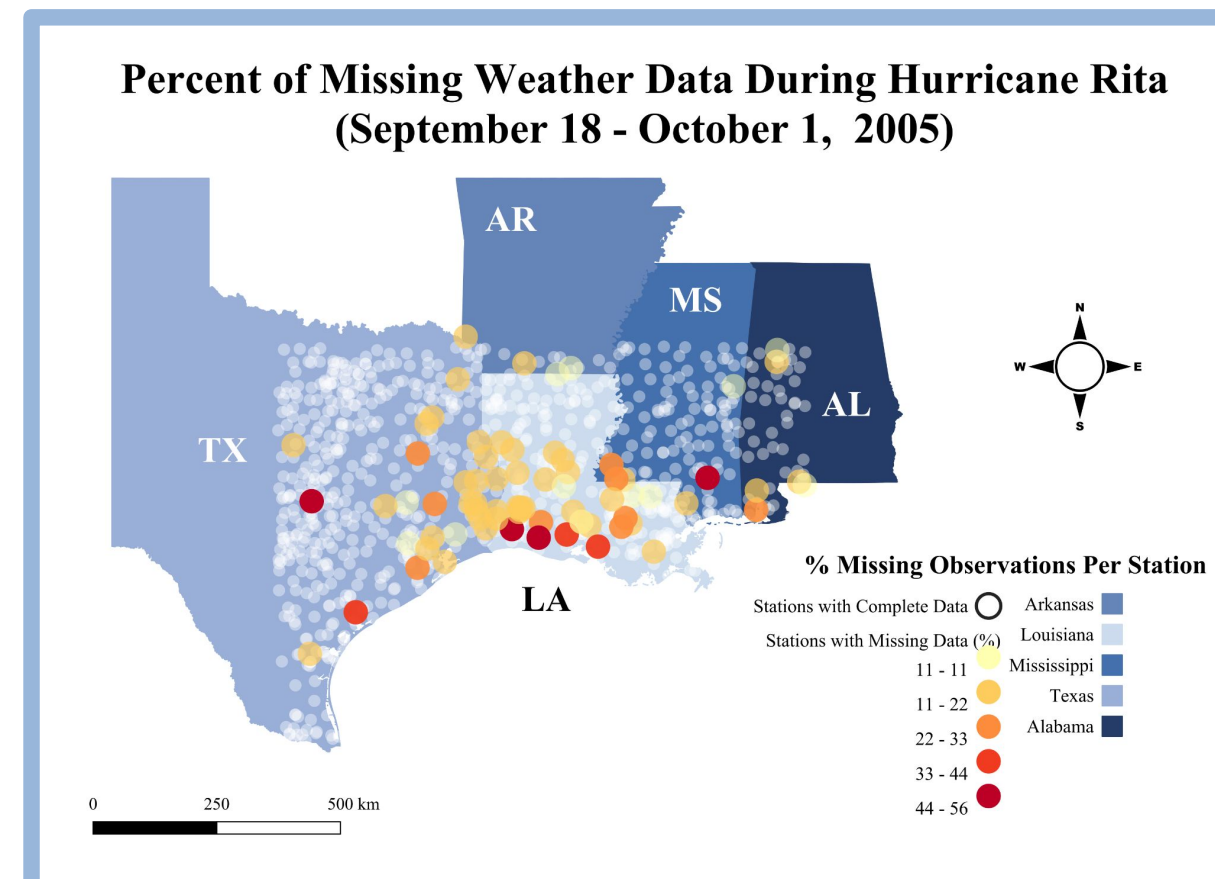 Percent of Missing Weather Data During Hurricane Rita
(September 18 - October 1, 2005)
AR
MS
AL
TX
LA
N
W
E
S
% Missing Observations Per Station
Stations with Complete Data
Stations with Missing Data (%)
11 - 11
11 - 22
22 - 33
33 - 44
44 - 56
Arkansas
Louisiana
Mississippi
Texas
Alabama
0 250 500 km